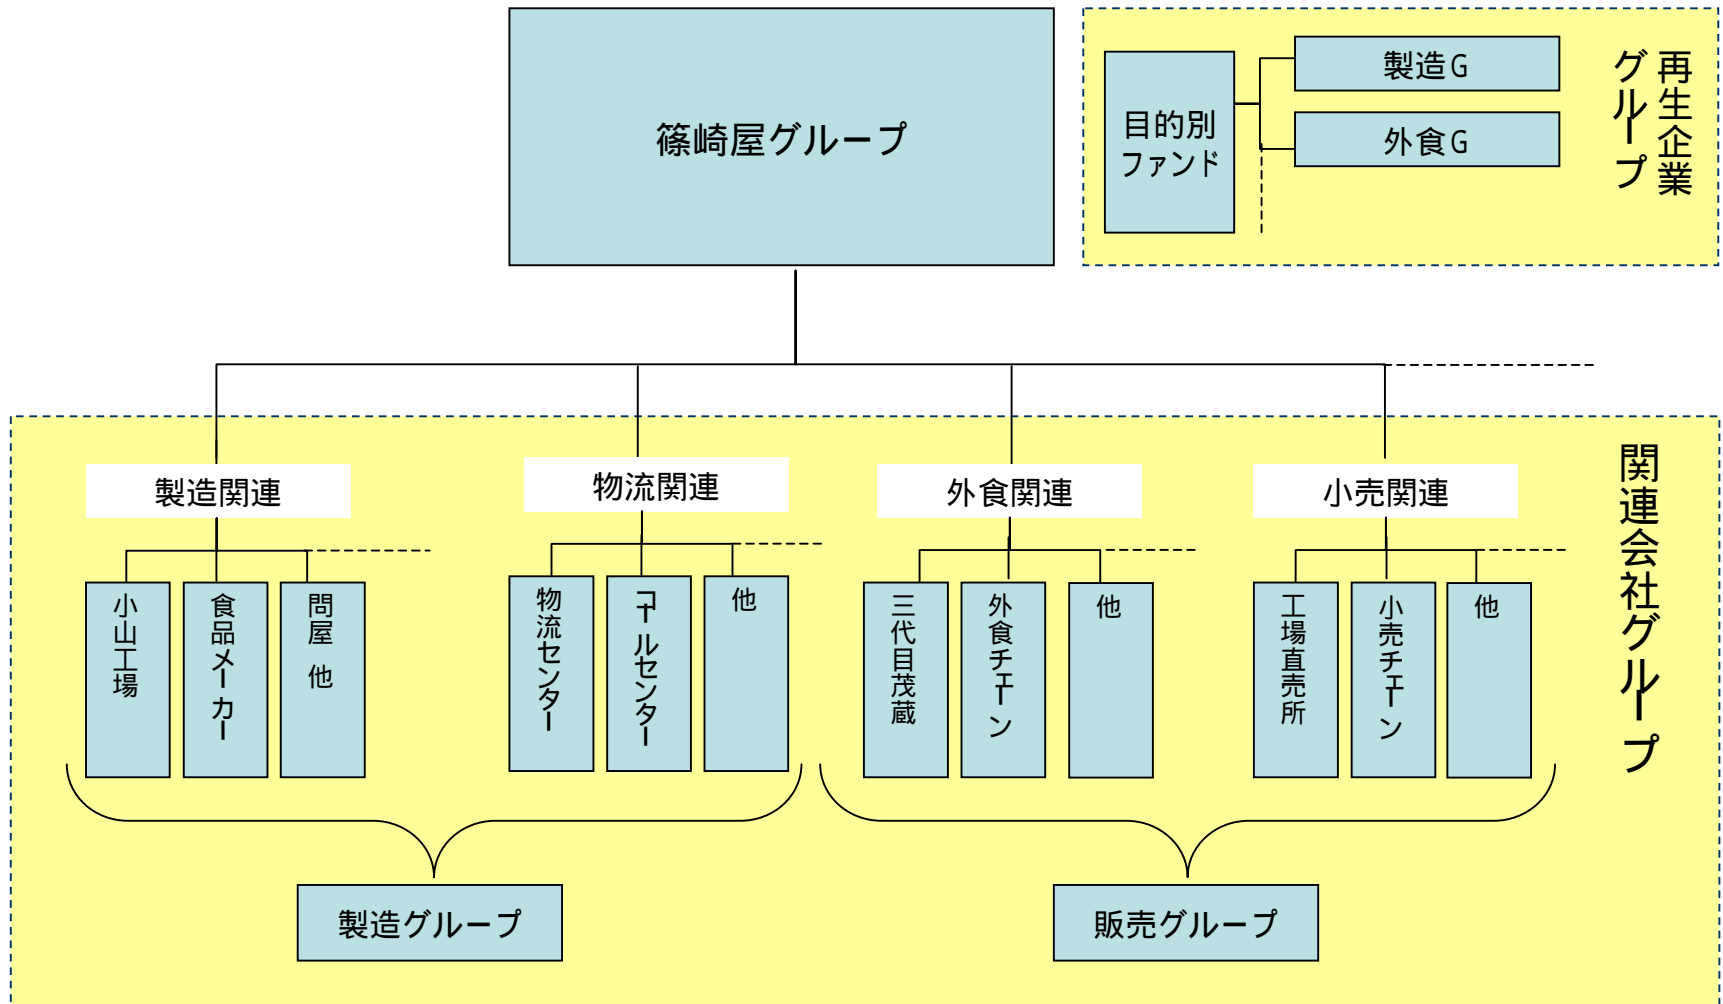 篠崎屋グループ
目的別
ファンド
製造G
外食G
再生企業
グループ
関連会社グループ
製造関連
物流関連
外食関連
小売関連
小山工場
食品メーカー
問屋 他
物流センター
コールセンター
他
三代目茂蔵
外食チェーン
他
工場直売所
小売チェーン
他
製造グループ
販売グループ